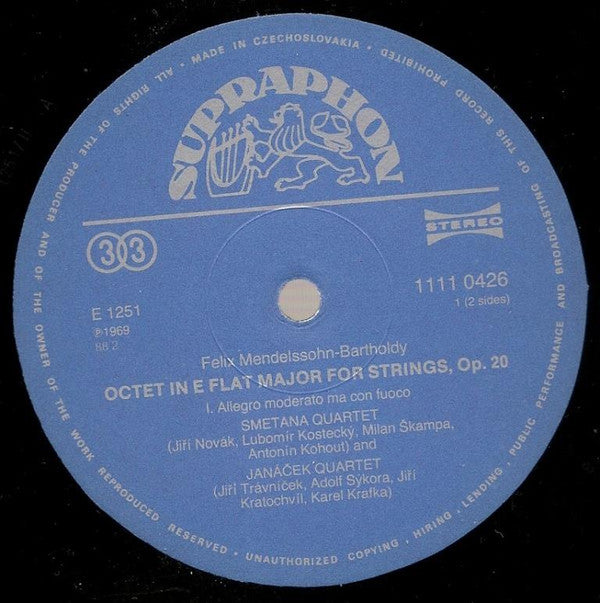 • MADE IN CZECHOSLOVAKIA •
ALL RIGHTS OF THE PRODUCER AND OF THE OWNER OF THE WORK REPRODUCED RESERVED • UNAUTHORIZED COPYING, HIRING, LENDING, PUBLIC PERFORMANCE AND BROADCASTING OF THIS RECORD PROHIBITED
SUPRAPHON
33
STEREO
E 1251
1111 0426
℗1969
1 (2 sides)
BB 2
Felix Mendelssohn-Bartholdy
OCTET IN E FLAT MAJOR FOR STRINGS, Op. 20
I. Allegro moderato ma con fuoco
SMETANA QUARTET
(Jiří Novák, Lubomír Kostecký, Milan Škampa,
Antonín Kohout) and
JANÁČEK QUARTET
(Jiří Trávníček, Adolf Sýkora, Jiří
Kratochvíl, Karel Krafka)